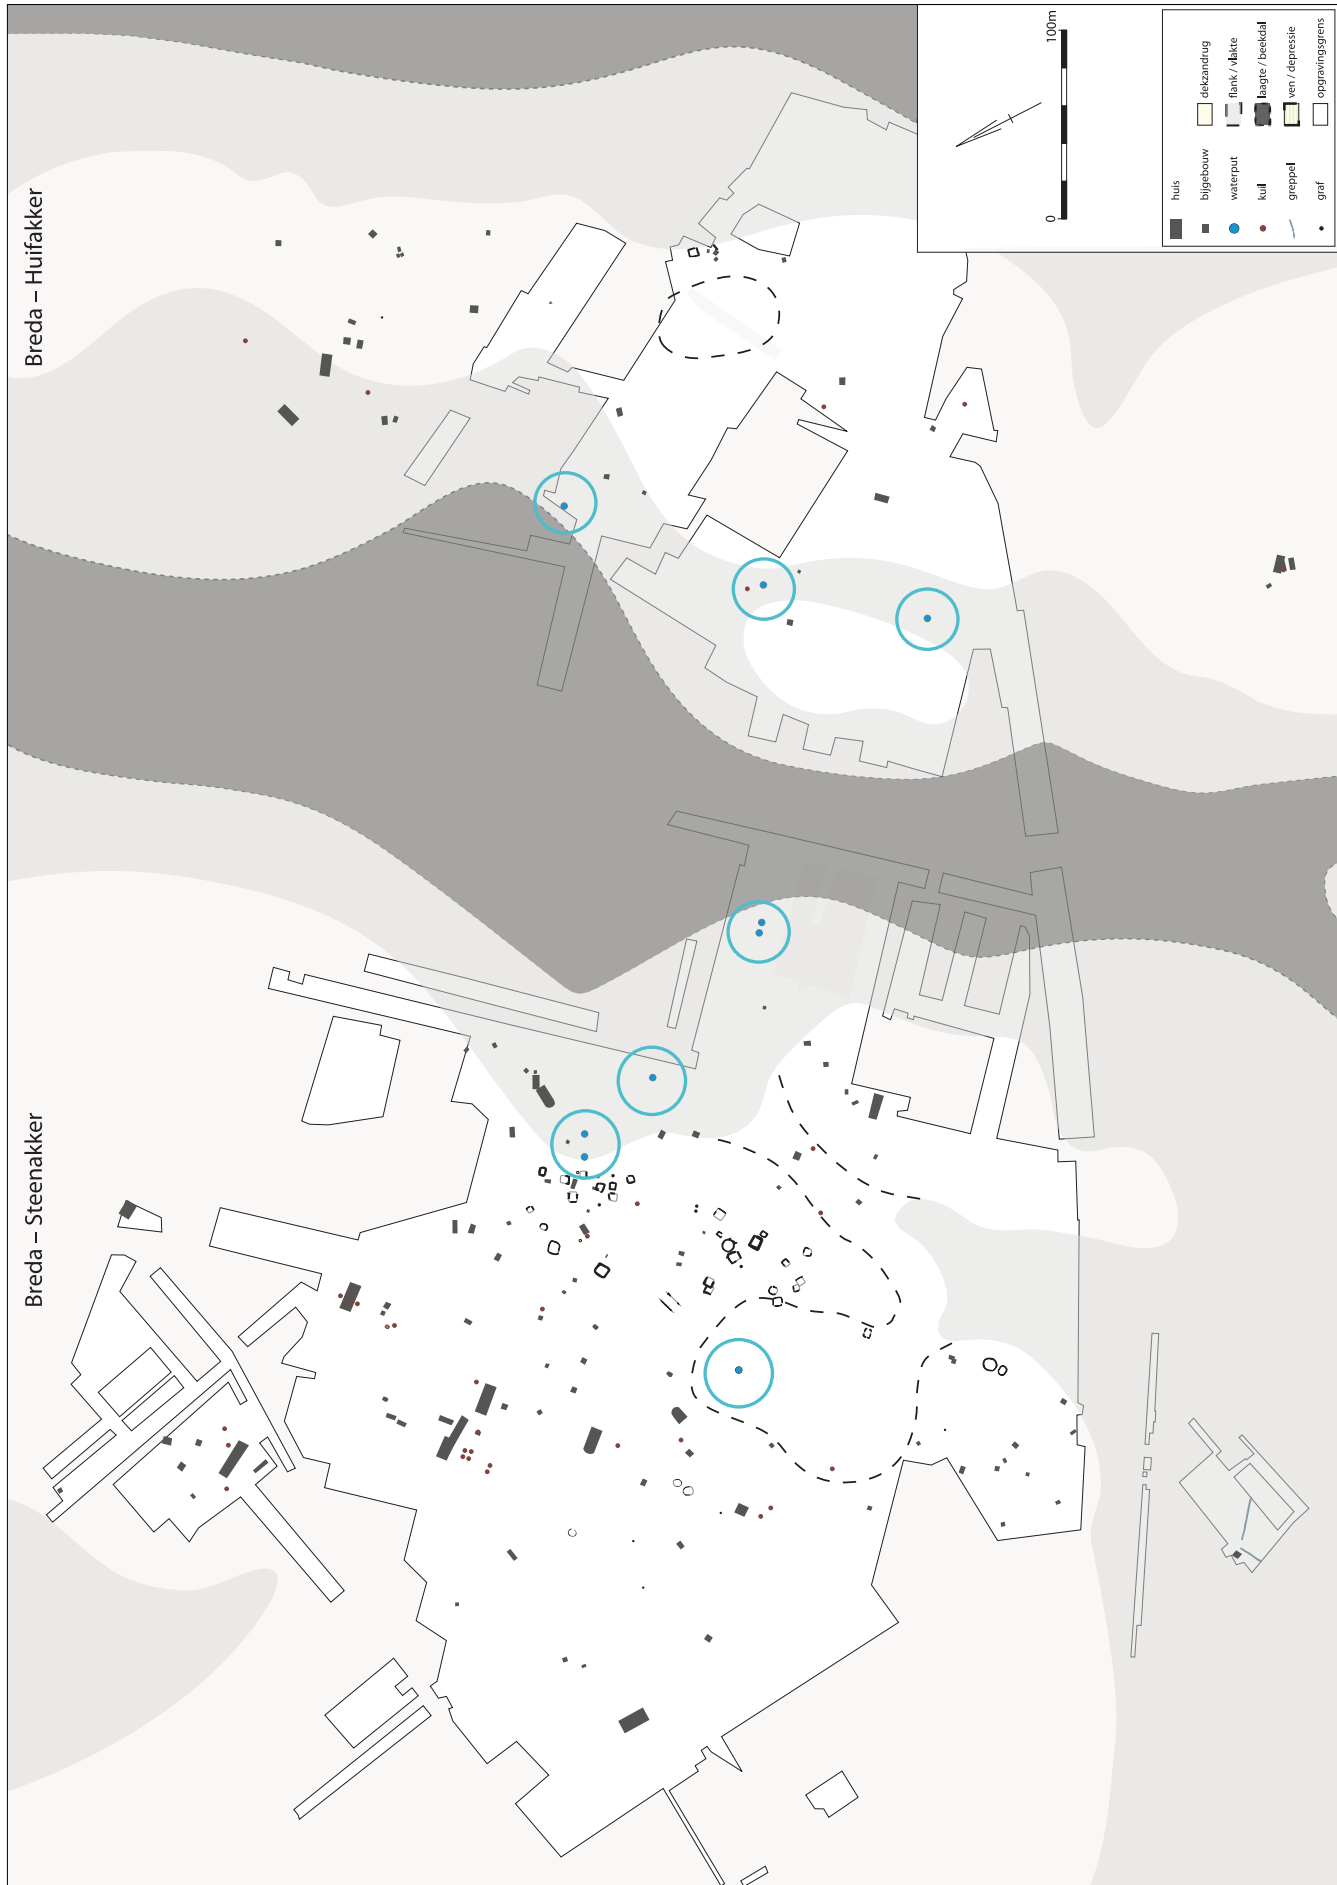 Breda – Steenakker
Breda – Huifakker
0
100m
huis
bijgebouw
waterput
kuil
greppel
graf
dekzandrug
flank / vlakte
laagte / beekdal
ven / depressie
opgravingsgrens